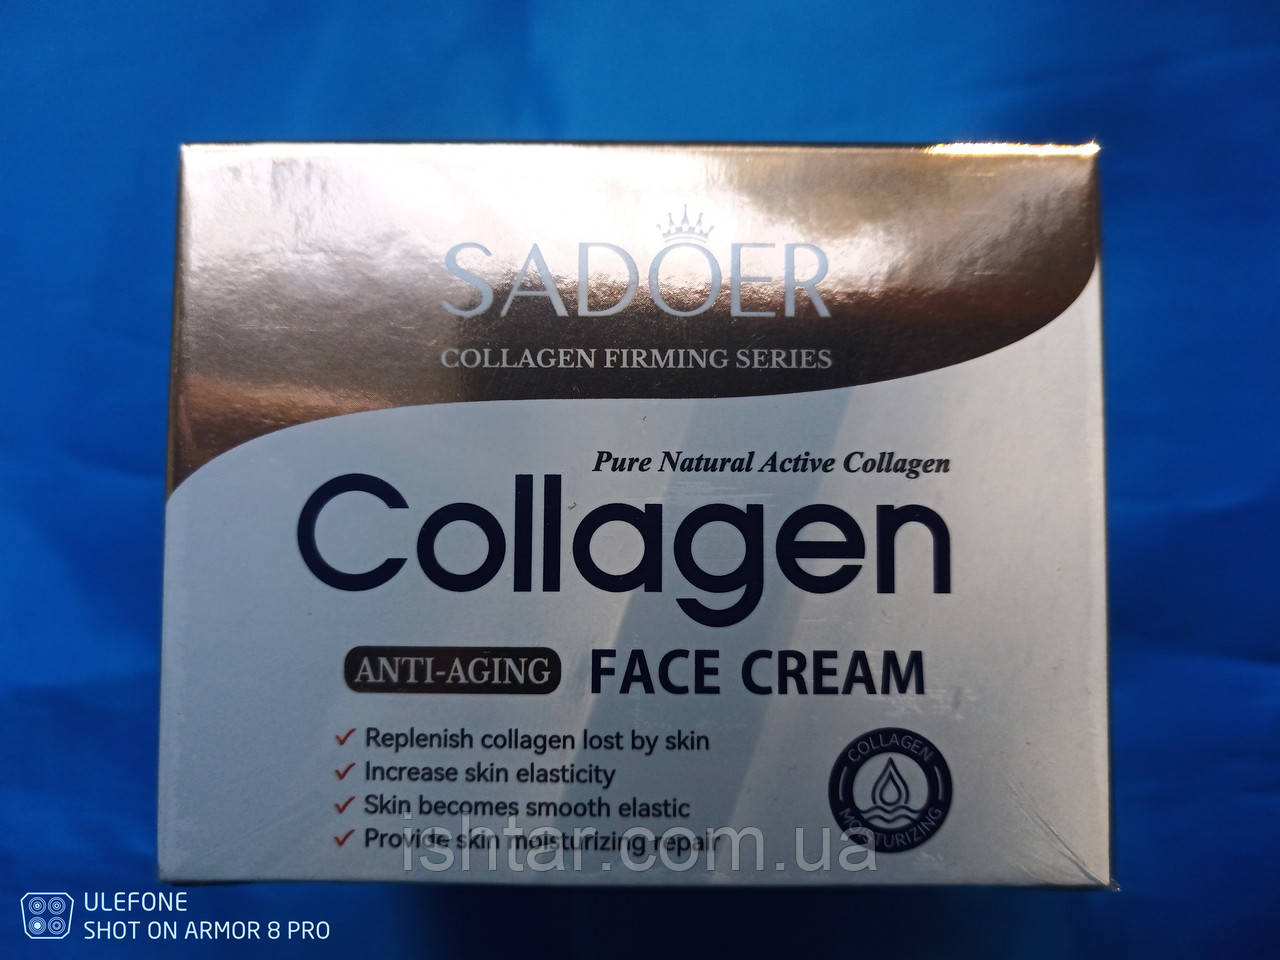 SADOER
COLLAGEN FIRMING SERIES
Pure Natural Active Collagen
Collagen
ANTI-AGING FACE CREAM
Replenish collagen lost by skin
Increase skin elasticity
Skin becomes smooth elastic
Provide skin moisturizing repair
COLLAGEN
MOISTURIZING
ishtar.com.ua
ULEFONE
SHOT ON ARMOR 8 PRO